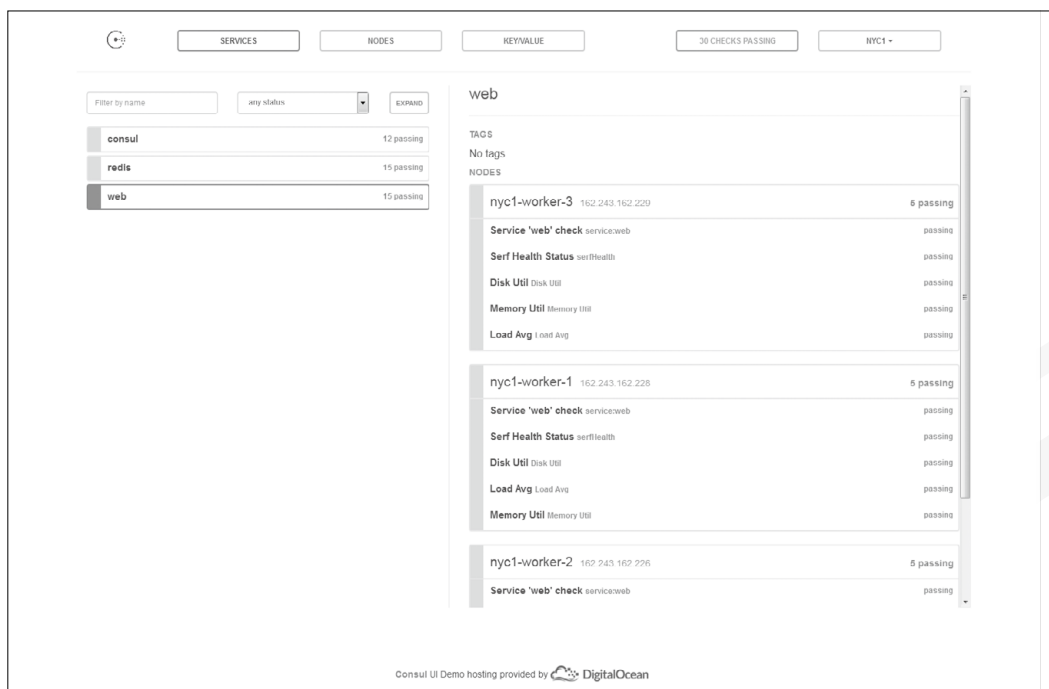 SERVICES NODES KEY/VALUE 30 CHECKS PASSING NYC1
Filter by name any status EXPAND
consul 12 passing
redis 15 passing
web 15 passing
web
TAGS
No tags
NODES
nyc1-worker-3 162.243.162.229 5 passing
Service 'web' check service:web passing
Serf Health Status serfHealth passing
Disk Util Disk Util passing
Memory Util Memory Util passing
Load Avg Load Avg passing
nyc1-worker-1 162.243.162.228 5 passing
Service 'web' check service:web passing
Serf Health Status serfHealth passing
Disk Util Disk Util passing
Load Avg Load Avg passing
Memory Util Memory Util passing
nyc1-worker-2 162.243.162.226 5 passing
Service 'web' check service:web passing
Consul UI Demo hosting provided by DigitalOcean